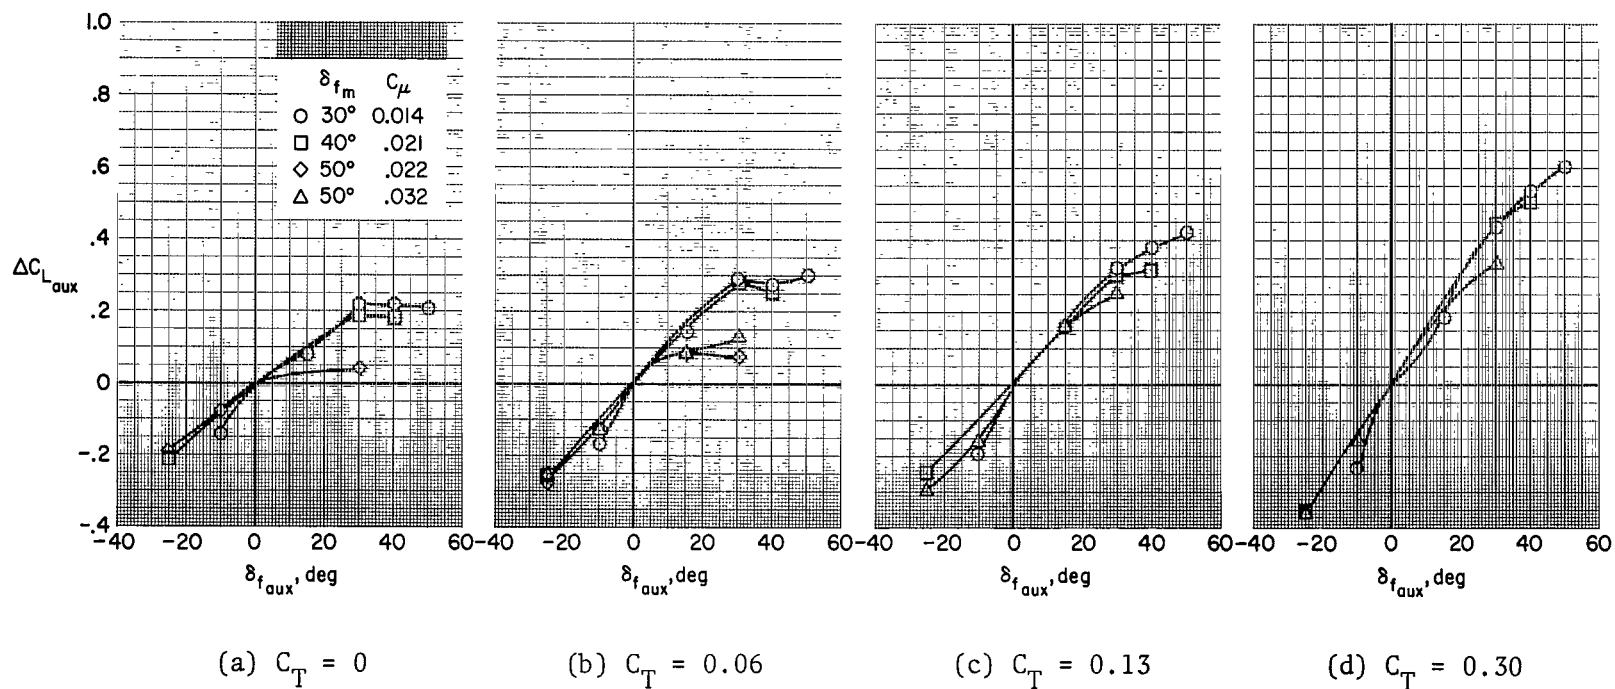 1.0
.8
.6
.4
.2
0
-.2
-.4
ΔC_L_aux
δ_f_m C_μ
○ 30° 0.014
□ 40° .021
◇ 50° .022
△ 50° .032
-40 -20 0 20 40 60
δ_f_aux, deg
(a) C_T = 0
-40 -20 0 20 40 60
δ_f_aux, deg
(b) C_T = 0.06
-40 -20 0 20 40 60
δ_f_aux, deg
(c) C_T = 0.13
-40 -20 0 20 40 60
δ_f_aux, deg
(d) C_T = 0.30